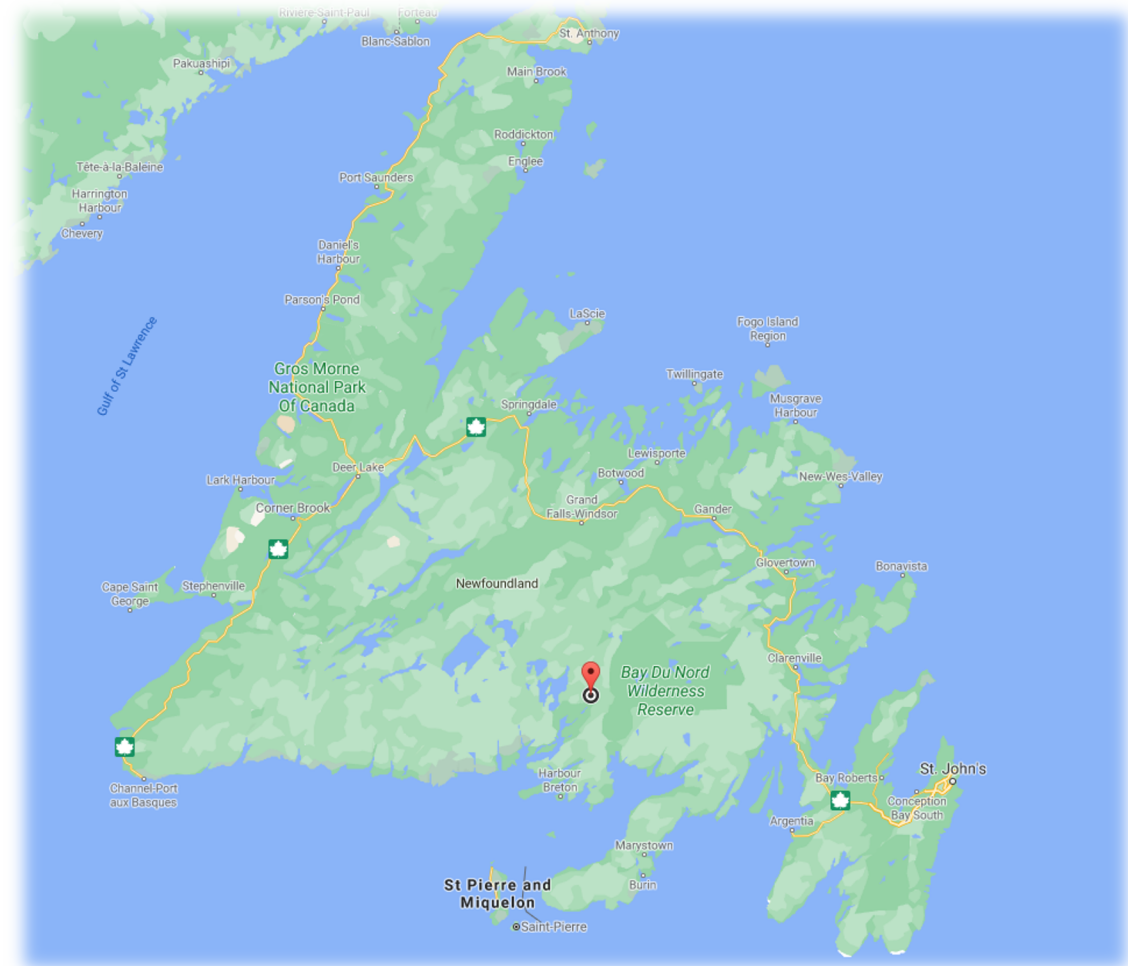 Rivière-Saint-Paul
Forteau
Blanc-Sablon
St. Anthony
Pakuashipi
Main Brook
Roddickton
Englee
Tête-à-la-Baleine
Port Saunders
Harrington
Harbour
Chevery
Daniel's
Harbour
Parson's Pond
LaScie
Fogo Island
Region
Gulf of St Lawrence
Gros Morne
National Park
Of Canada
Twillingate
Springdale
Musgrave
Harbour
Deer Lake
Lewisporte
Lark Harbour
Botwood
New-Wes-Valley
Corner Brook
Grand
Falls-Windsor
Gander
Glovertown
Bonavista
Cape Saint
George
Stephenville
Newfoundland
Clarenville
Bay Du Nord
Wilderness
Reserve
Channel-Port
aux Basques
Harbour
Breton
Bay Roberts
St. John's
Conception
Bay South
Argentia
Marystown
Burin
St Pierre and
Miquelon
Saint-Pierre